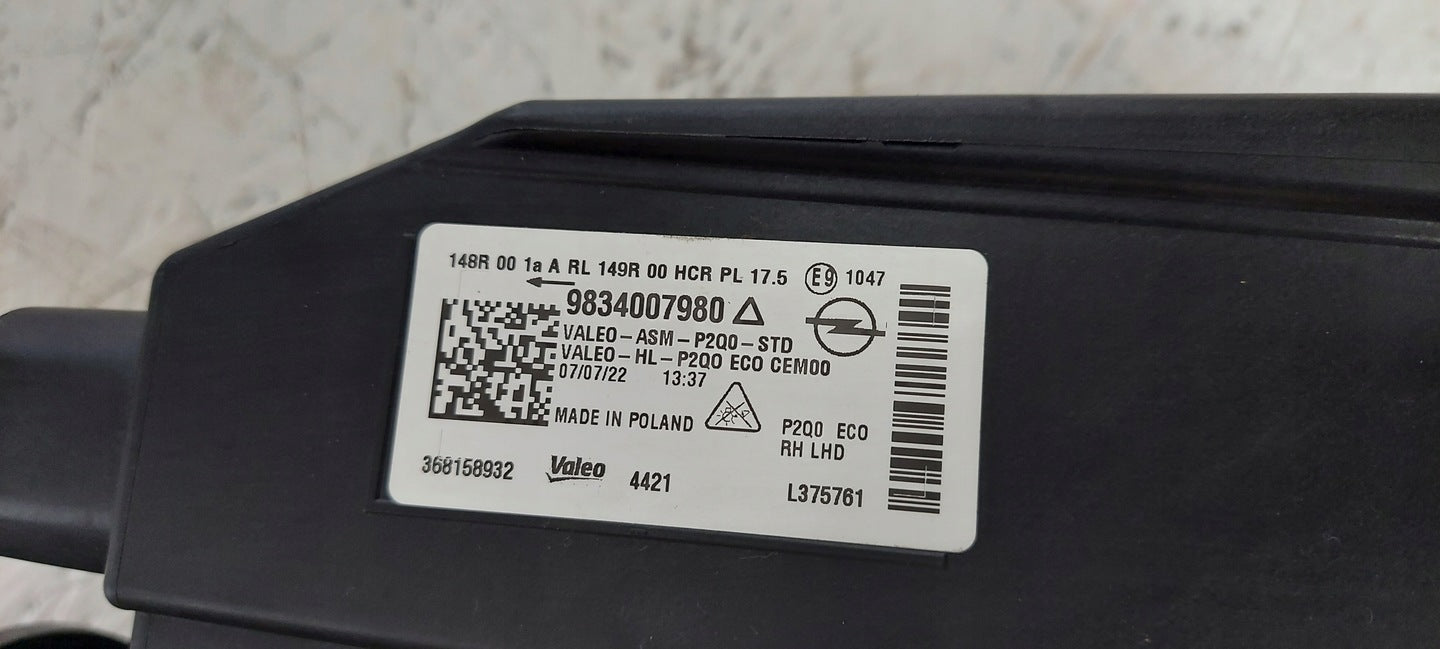 148R 00 1a A RL 149R 00 HCR PL 17.5 E9 1047
9834007980
VALEO-ASM-P2Q0-STD
VALEO-HL-P2Q0 ECO CEM00
07/07/22 13:37
MADE IN POLAND
P2Q0 ECO
RH LHD
368158932 Valeo 4421 L375761